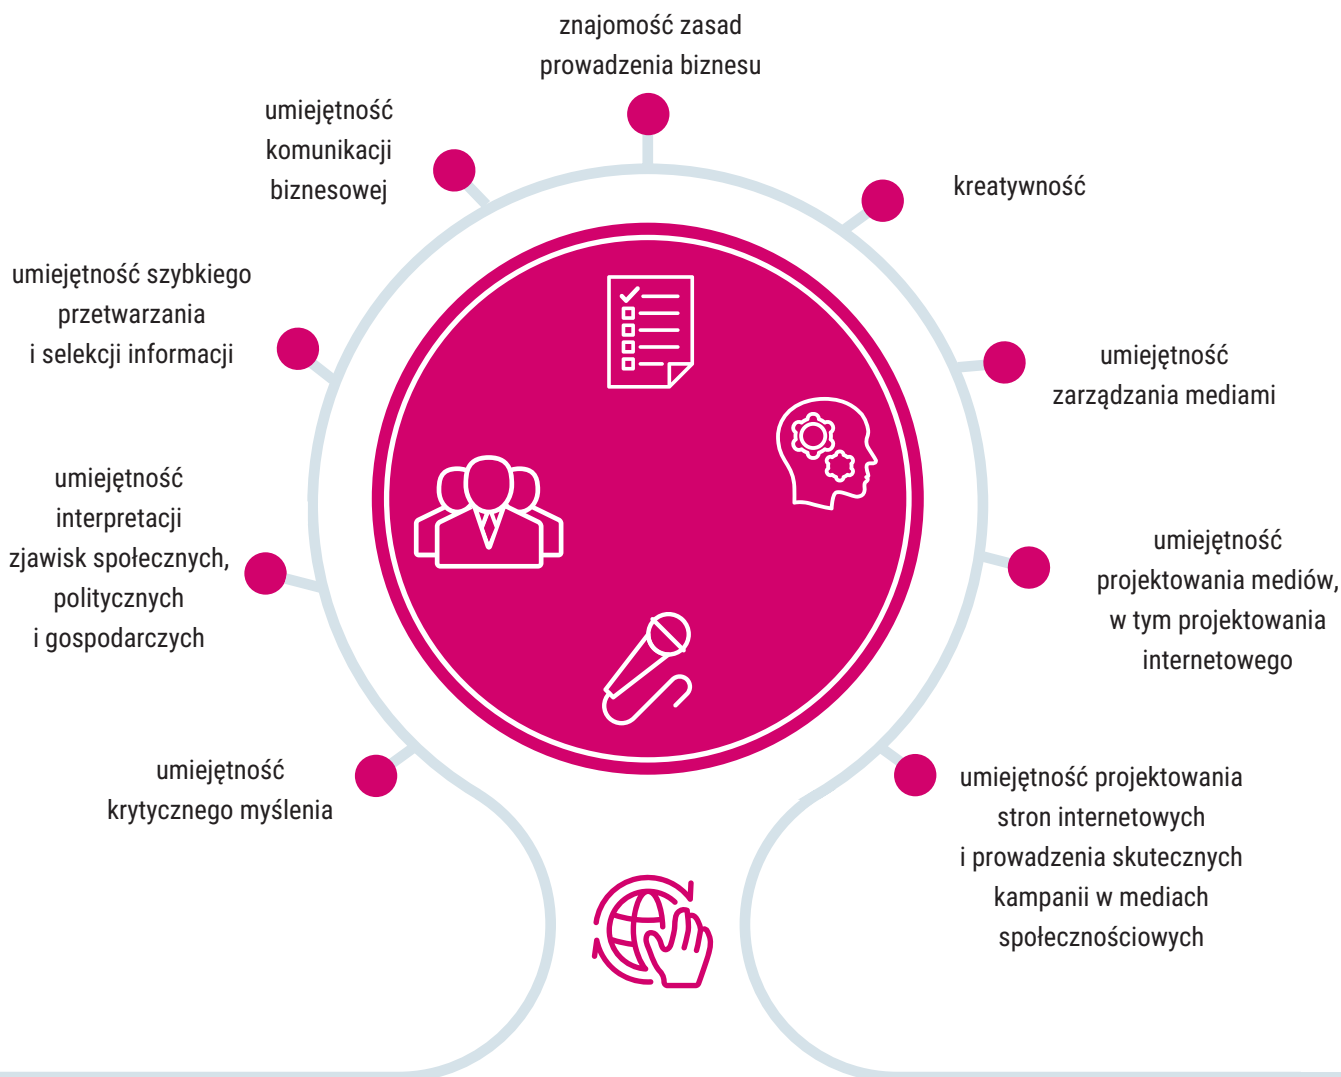 znajomość zasad
prowadzenia biznesu
umiejętność
komunikacji
biznesowej
kreatywność
umiejętność szybkiego
przetwarzania
i selekcji informacji
umiejętność
zarządzania mediami
umiejętność
interpretacji
zjawisk społecznych,
politycznych
i gospodarczych
umiejętność
projektowania mediów,
w tym projektowania
internetowego
umiejętność
krytycznego myślenia
umiejętność projektowania
stron internetowych
i prowadzenia skutecznych
kampanii w mediach
społecznościowych